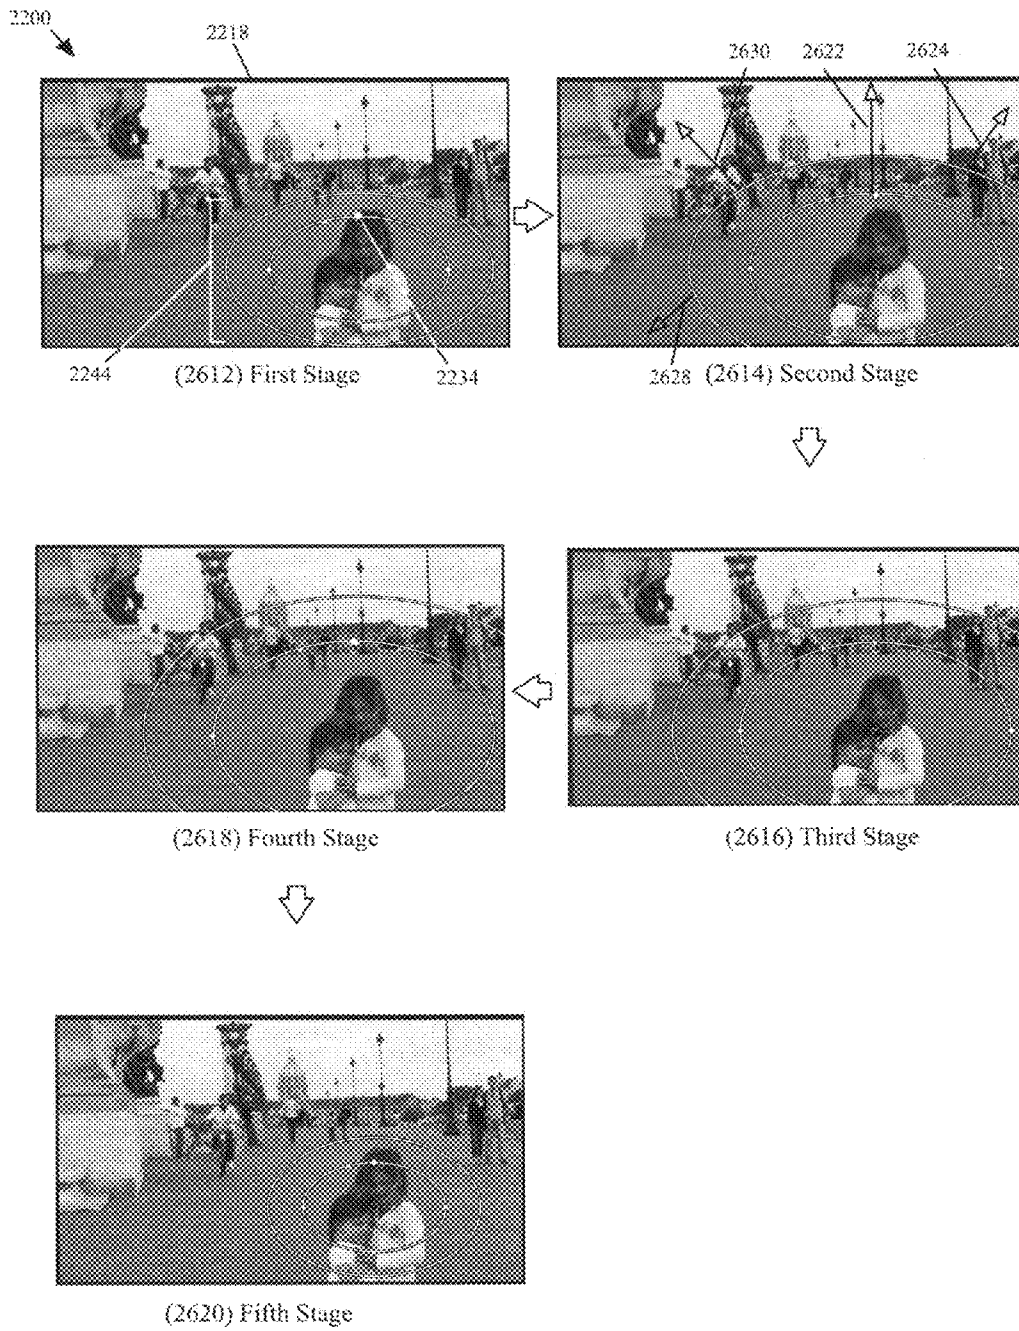 2200
2218
2630 2622 2624
2244
(2612) First Stage
2234
2628
(2614) Second Stage
(2618) Fourth Stage
(2616) Third Stage
(2620) Fifth Stage